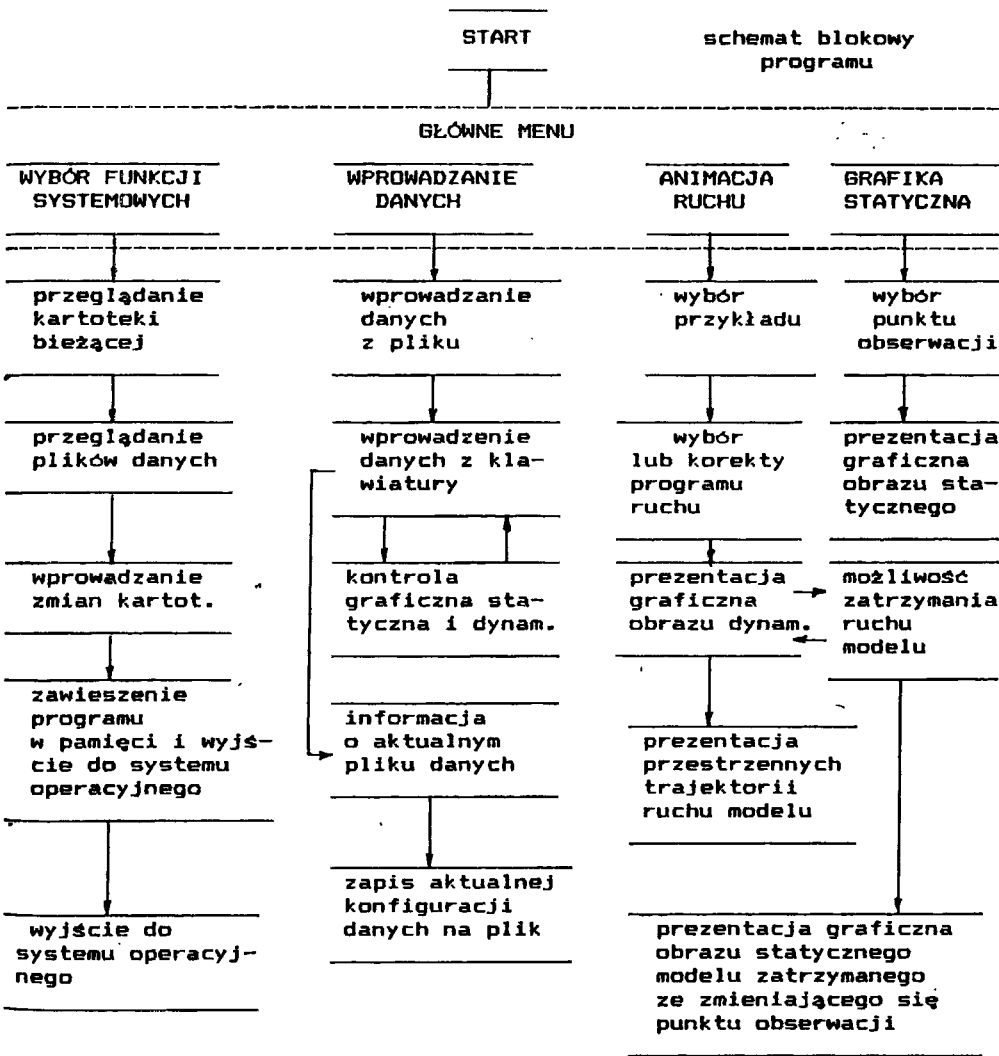 START
schemat blokowy
programu
GŁÓWNE MENU
WYBÓR FUNKCJI
SYSTEMOWYCH
WPROWADZANIE
DANYCH
ANIMACJA
RUCHU
GRAFIKA
STATYCZNA
przeglądanie
kartoteki
bieżącej
wprowadzanie
danych
z pliku
wybór
przykładu
wybór
punktu
obserwacji
przeglądanie
plików danych
wprowadzenie
danych z kla-
wiatury
wybór
lub korekty
programu
ruchu
prezentacja
graficzna
obrazu sta-
tycznego
wprowadzanie
zmian kartot.
kontrola
graficzna sta-
tyczna i dynam.
prezentacja
graficzna
obrazu dynam.
możliwość
zatrzymania
ruchu
modelu
zawieszenie
programu
w pamięci i wyjś-
cie do systemu
operacyjnego
informacja
o aktualnym
pliku danych
prezentacja
przestrzennych
trajektorii
ruchu modelu
wyjście do
systemu operacyj-
nego
zapis aktualnej
konfiguracji
danych na plik
prezentacja graficzna
obrazu statycznego
modelu zatrzymanego
ze zmieniającego się
punktu obserwacji